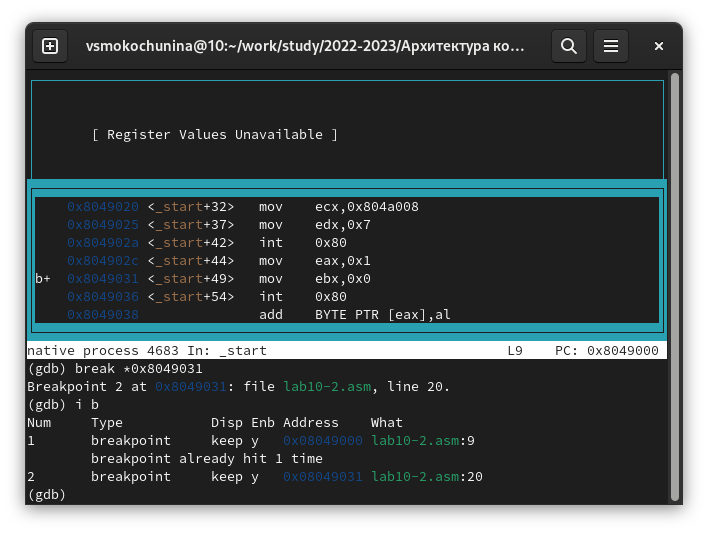 vsmokochunina@10:~/work/study/2022-2023/Архитектура ко...
[ Register Values Unavailable ]
0x8049020 <_start+32>   mov    ecx,0x804a008
0x8049025 <_start+37>   mov    edx,0x7
0x804902a <_start+42>   int    0x80
0x804902c <_start+44>   mov    eax,0x1
b+  0x8049031 <_start+49>   mov    ebx,0x0
0x8049036 <_start+54>   int    0x80
0x8049038               add    BYTE PTR [eax],al
native process 4683 In: _start                              L9    PC: 0x8049000
(gdb) break *0x8049031
Breakpoint 2 at 0x8049031: file lab10-2.asm, line 20.
(gdb) i b
Num     Type           Disp Enb Address    What
1       breakpoint     keep y   0x08049000 lab10-2.asm:9
breakpoint already hit 1 time
2       breakpoint     keep y   0x08049031 lab10-2.asm:20
(gdb)